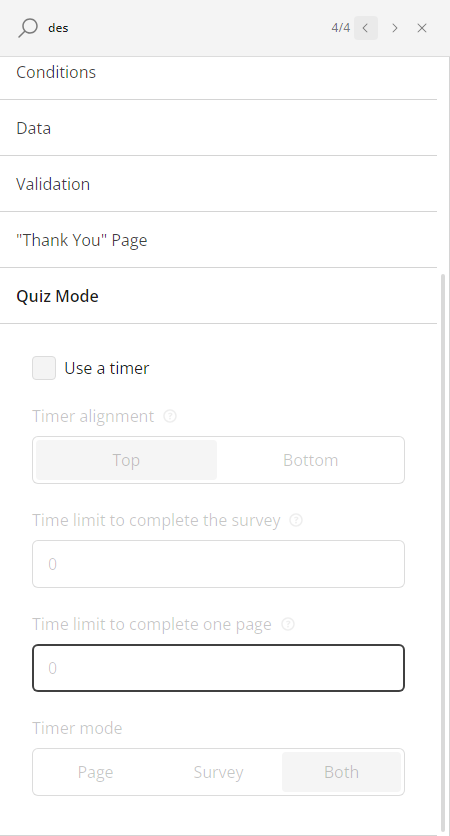 des 4/4
Conditions
Data
Validation
"Thank You" Page
Quiz Mode
Use a timer
Timer alignment ?
Top Bottom
Time limit to complete the survey ?
0
Time limit to complete one page ?
0
Timer mode
Page Survey Both